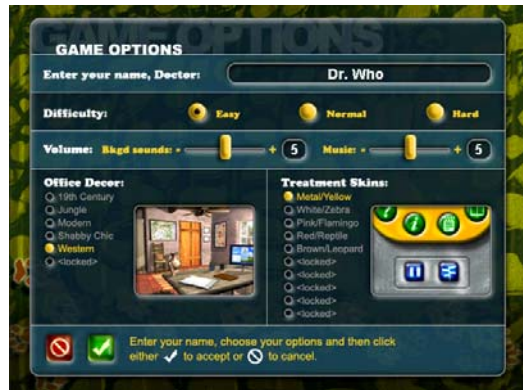 GAME OPTIONS
GAME OPTIONS
Enter your name, Doctor: Dr. Who
Difficulty: Easy Normal Hard
Volume: Bkgd sounds: - + 5 Music: - + 5
Office Decor:
19th Century
Jungle
Modern
Shabby Chic
Western
<locked>
Treatment Skins:
Metal/Yellow
White/Zebra
Pink/Flamingo
Red/Reptile
Brown/Leopard
<locked>
<locked>
<locked>
<locked>
<locked>
Enter your name, choose your options and then click
either ✓ to accept or 🚫 to cancel.